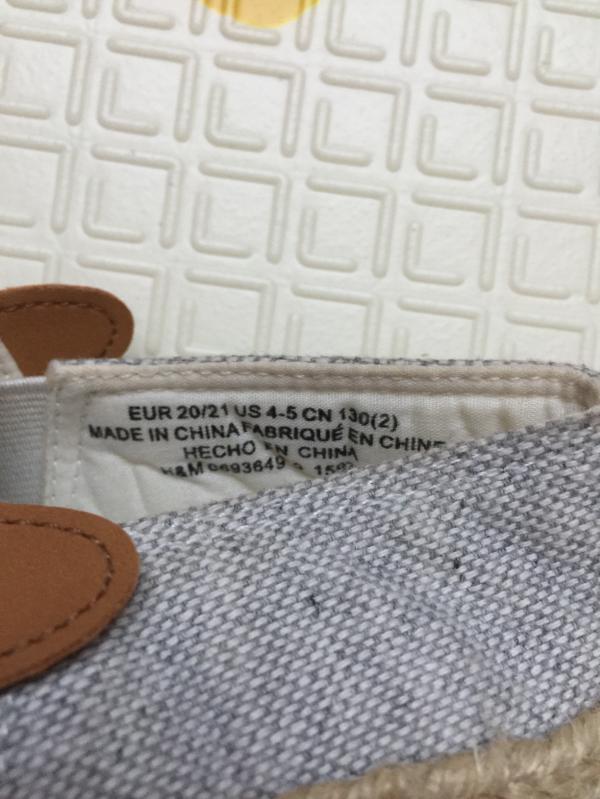 EUR 20/21 US 4-5 CN 130(2)
MADE IN CHINA FABRIQUÉ EN CHINE
HECHO EN CHINA
H&M